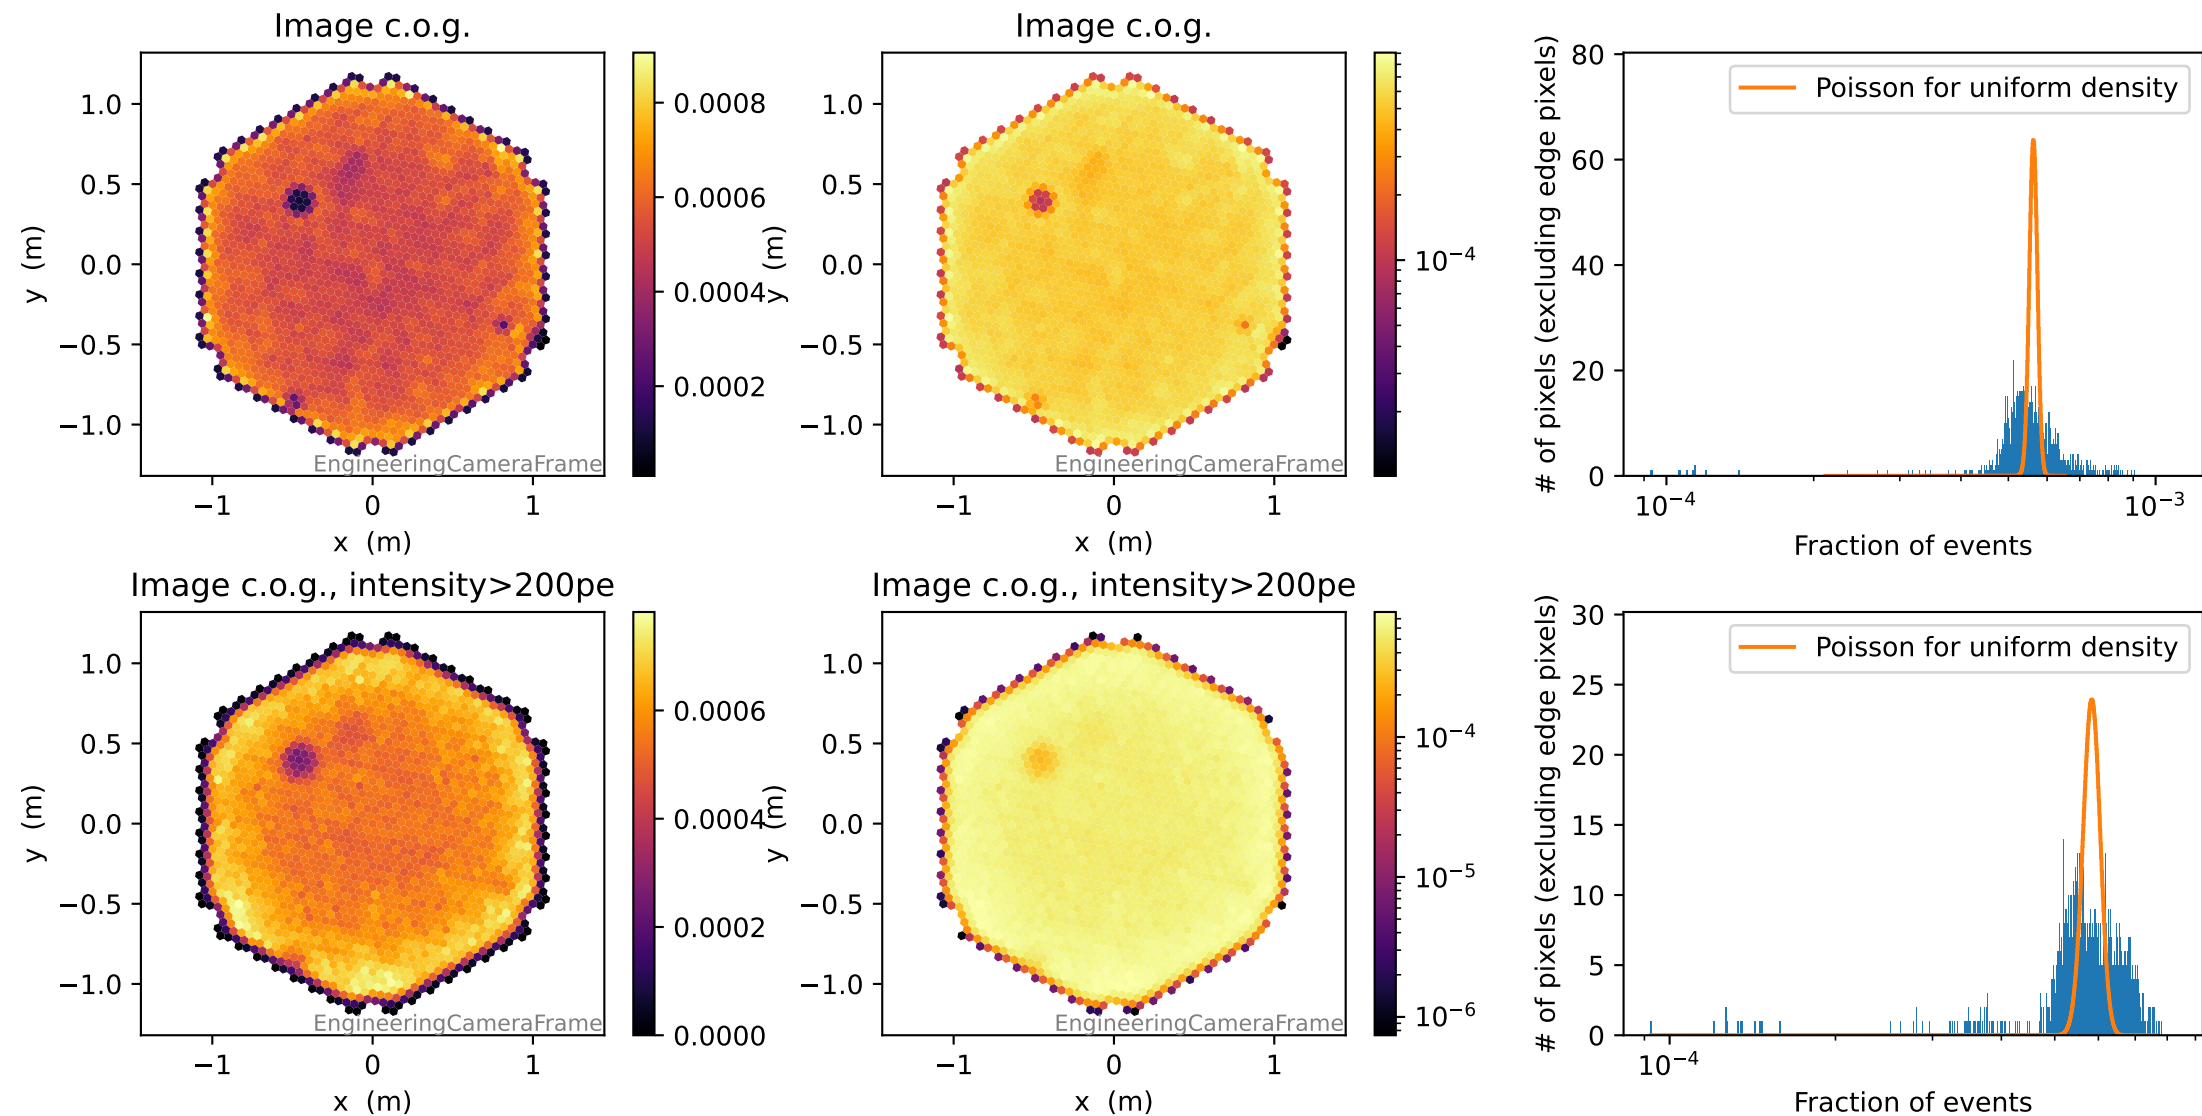 Image c.o.g.
1.0
0.5
0.0
−0.5
−1.0
y (m)
−1
0
1
x (m)
EngineeringCameraFrame
0.0008
0.0006
0.0004
0.0002
Image c.o.g.
1.0
0.5
0.0
−0.5
−1.0
y (m)
−1
0
1
x (m)
EngineeringCameraFrame
10⁻⁴
# of pixels (excluding edge pixels)
80
60
40
20
0
Poisson for uniform density
10⁻⁴
10⁻³
Fraction of events
Image c.o.g., intensity>200pe
1.0
0.5
0.0
−0.5
−1.0
y (m)
−1
0
1
x (m)
EngineeringCameraFrame
0.0006
0.0004
0.0002
0.0000
Image c.o.g., intensity>200pe
1.0
0.5
0.0
−0.5
−1.0
y (m)
−1
0
1
x (m)
EngineeringCameraFrame
10⁻⁴
10⁻⁵
10⁻⁶
# of pixels (excluding edge pixels)
30
25
20
15
10
5
0
Poisson for uniform density
10⁻⁴
Fraction of events